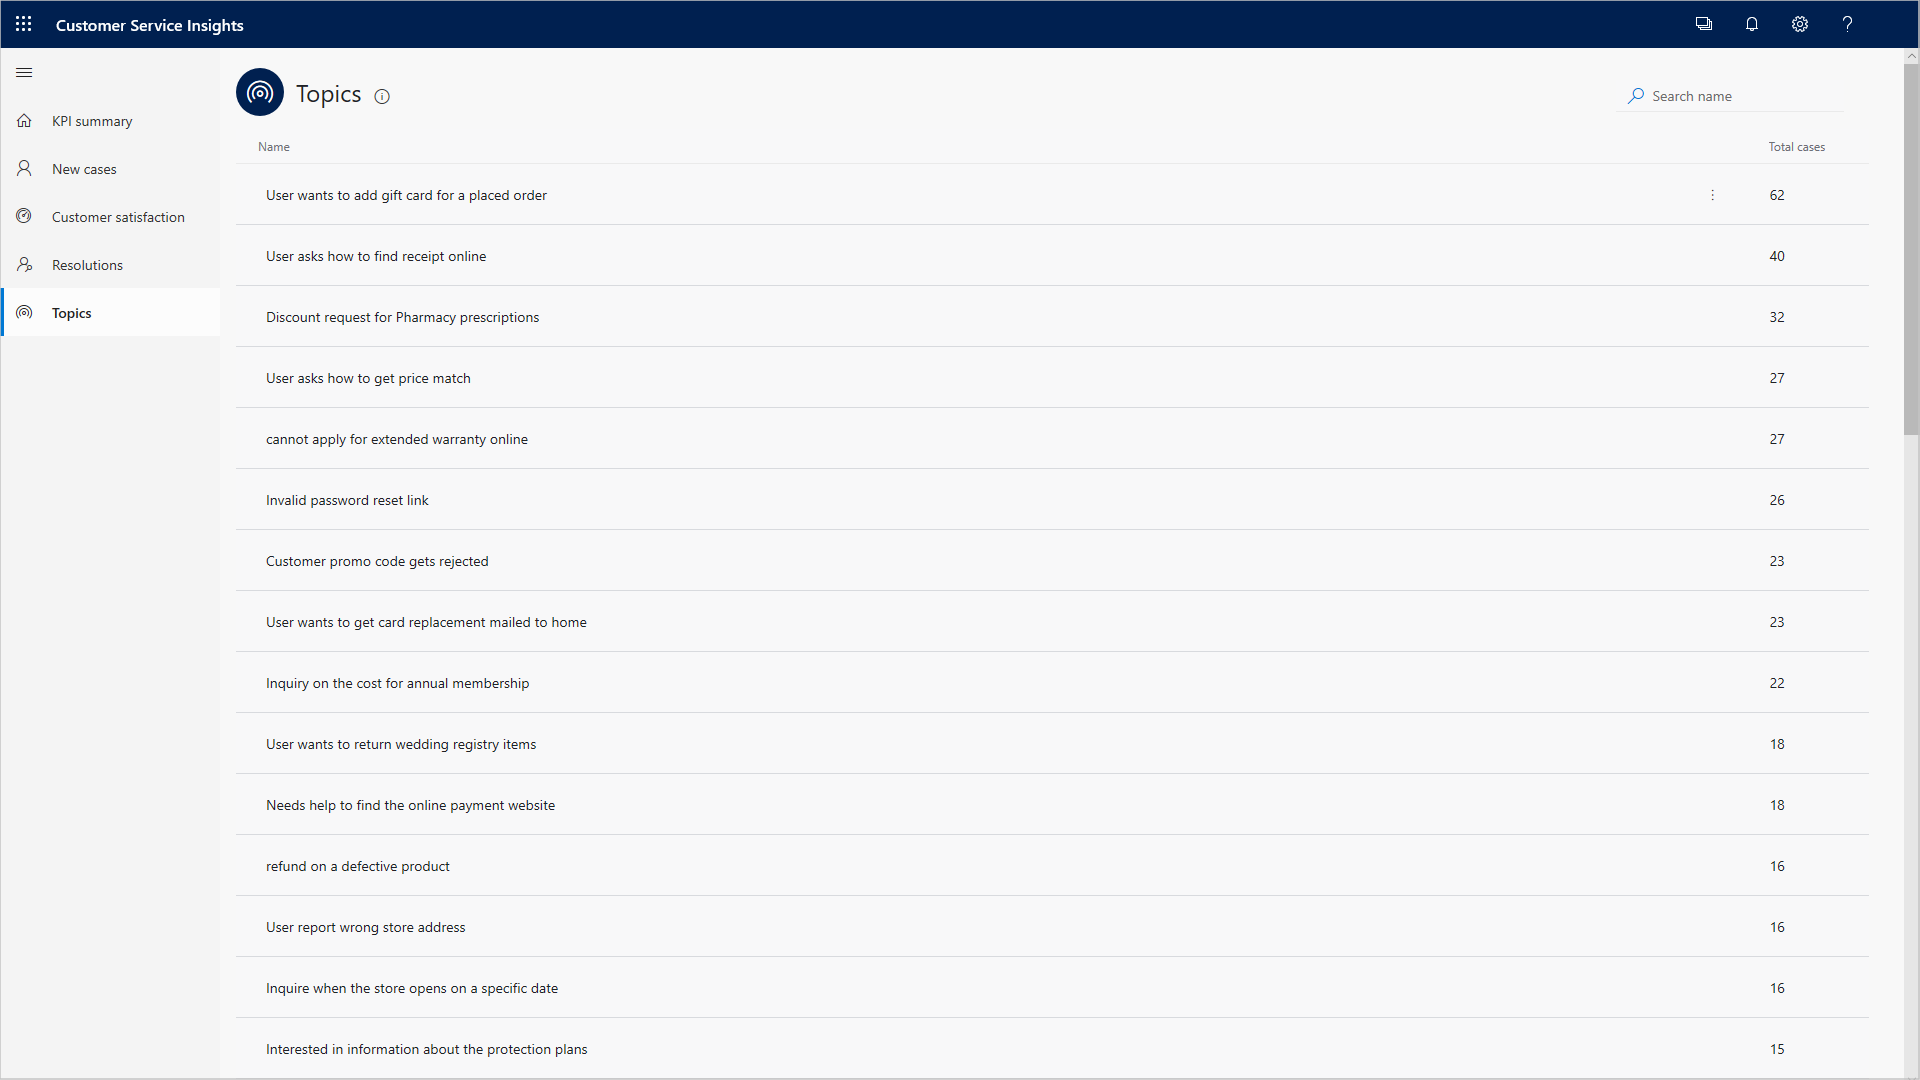 Customer Service Insights
?
KPI summary
New cases
Customer satisfaction
Resolutions
Topics
Topics
Search name
Name Total cases
User wants to add gift card for a placed order 62
User asks how to find receipt online 40
Discount request for Pharmacy prescriptions 32
User asks how to get price match 27
cannot apply for extended warranty online 27
Invalid password reset link 26
Customer promo code gets rejected 23
User wants to get card replacement mailed to home 23
Inquiry on the cost for annual membership 22
User wants to return wedding registry items 18
Needs help to find the online payment website 18
refund on a defective product 16
User report wrong store address 16
Inquire when the store opens on a specific date 16
Interested in information about the protection plans 15